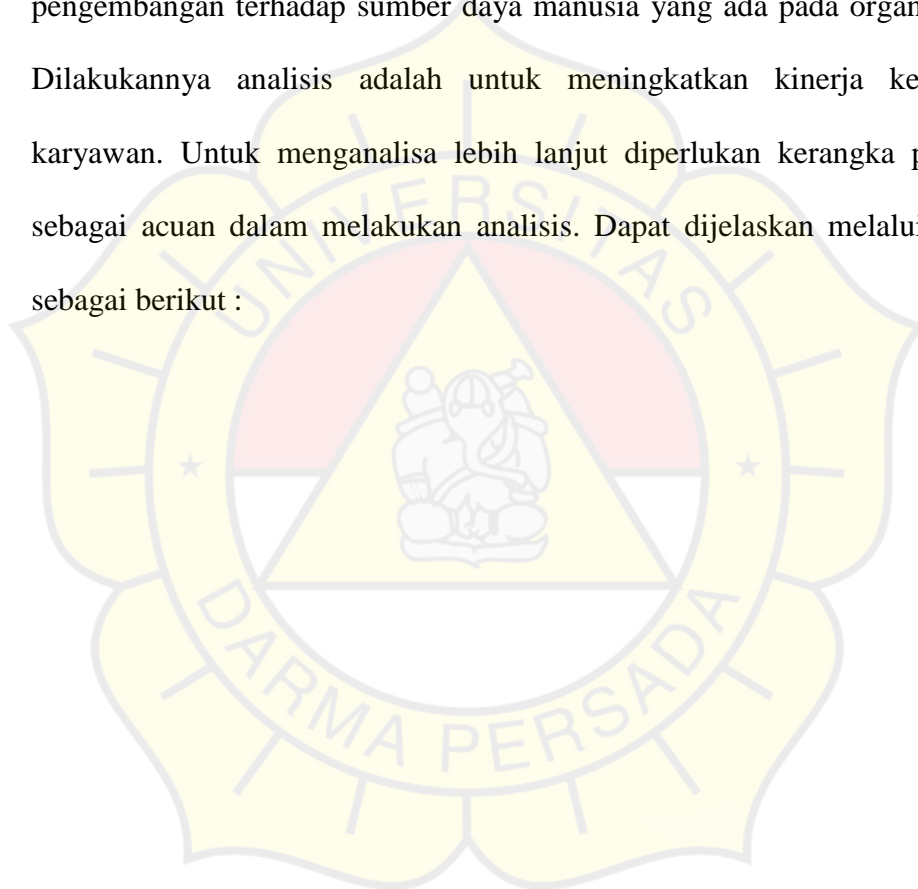 pengembangan terhadap sumber daya manusia yang ada pada organ
Dilakukannya analisis adalah untuk meningkatkan kinerja ke
karyawan. Untuk menganalisa lebih lanjut diperlukan kerangka p
sebagai acuan dalam melakukan analisis. Dapat dijelaskan melalui
sebagai berikut :
UNIVERSITAS
DARMA PERSADA